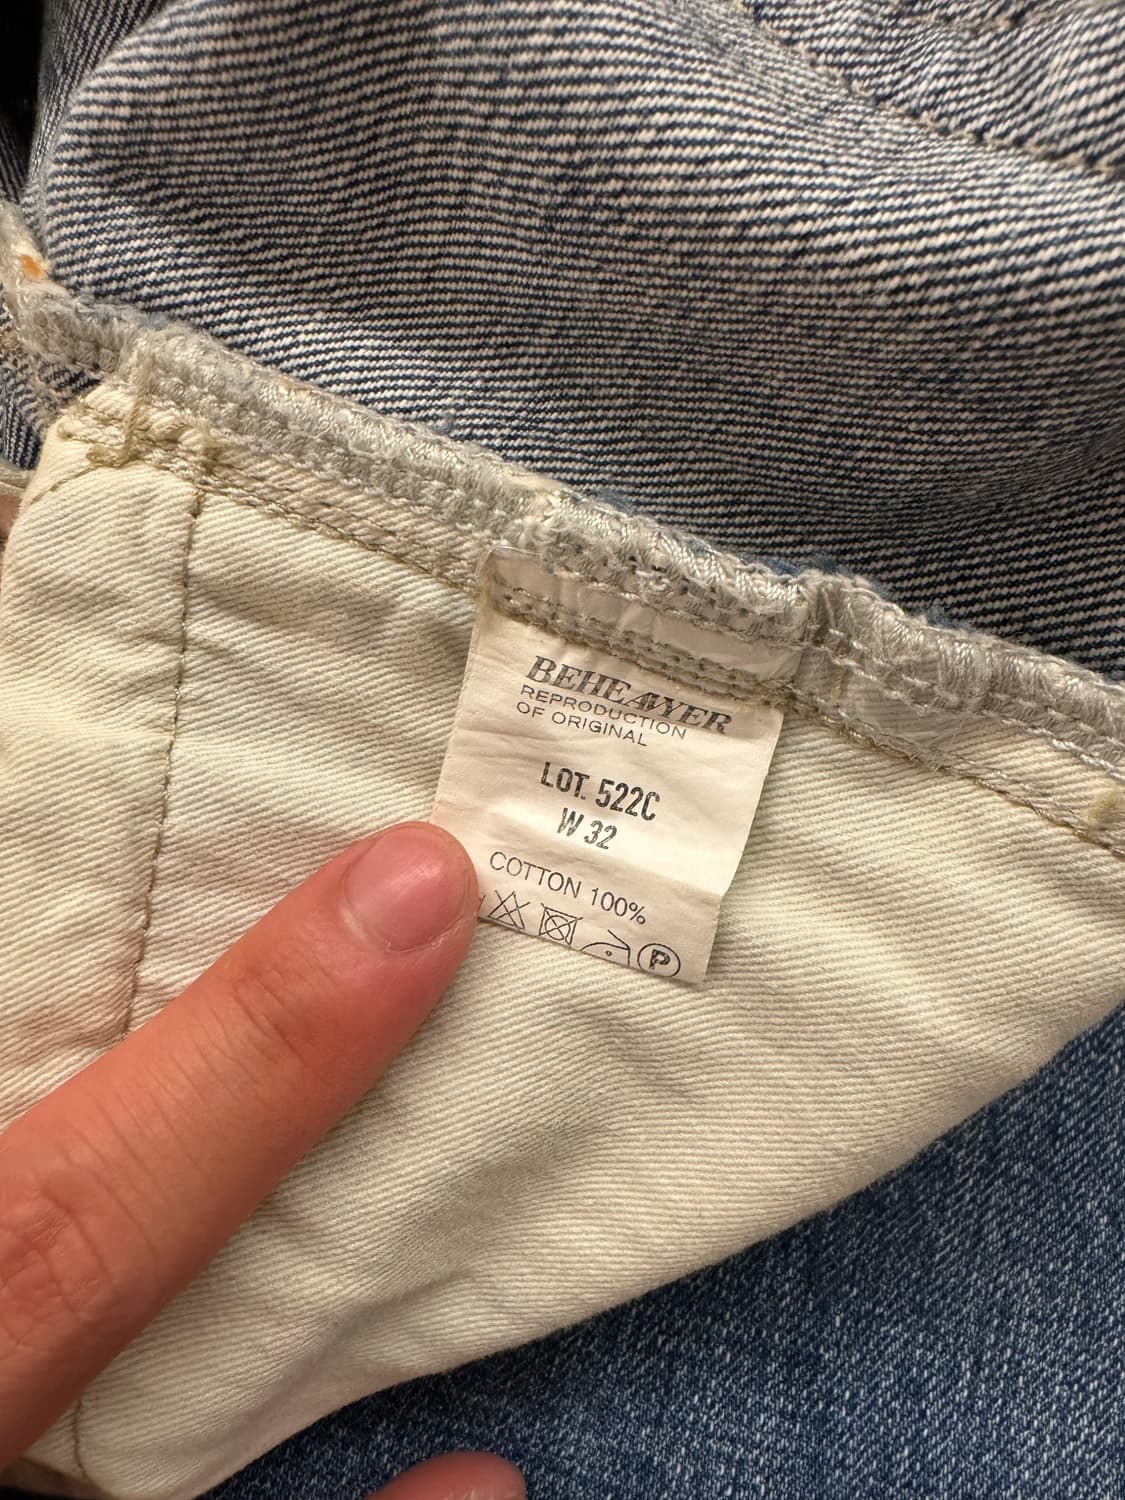 BEHEAVYER
REPRODUCTION
OF ORIGINAL
LOT. 522C
W 32
COTTON 100%
P